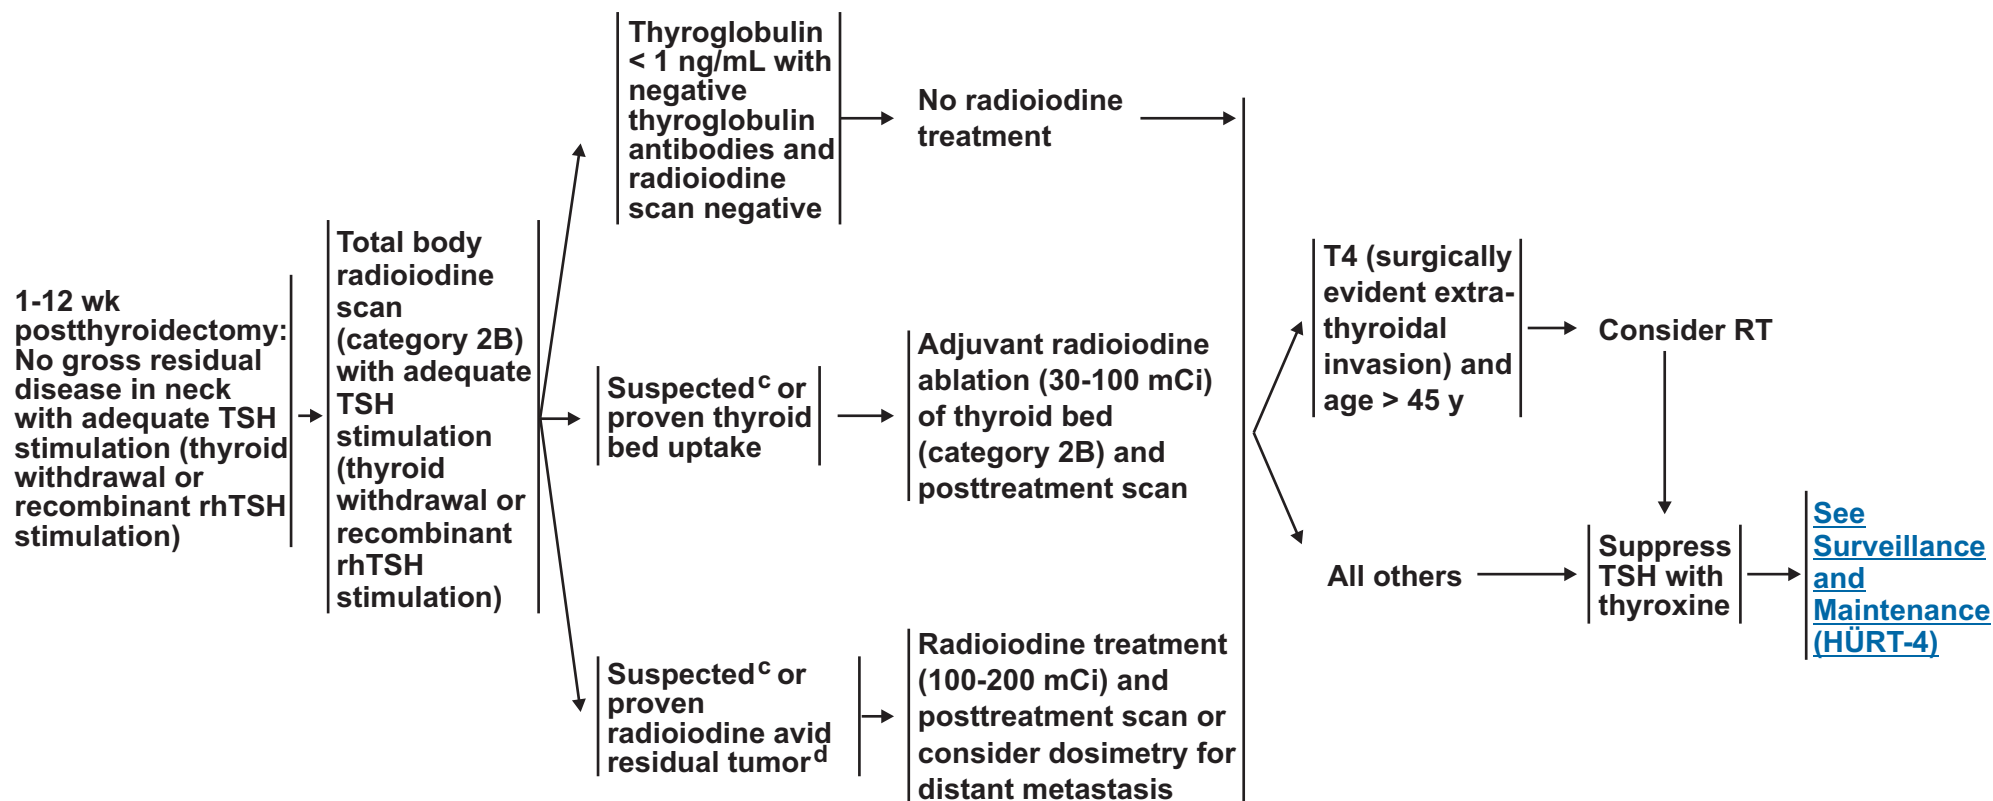 1-12 wk
postthyroidectomy:
No gross residual
disease in neck
with adequate TSH
stimulation (thyroid
withdrawal or
recombinant rhTSH
stimulation)
Total body
radioiodine
scan
(category 2B)
with adequate
TSH
stimulation
(thyroid
withdrawal or
recombinant
rhTSH
stimulation)
Thyroglobulin
< 1 ng/mL with
negative
thyroglobulin
antibodies and
radioiodine
scan negative
No radioiodine
treatment
Suspectedᶜ or
proven thyroid
bed uptake
Adjuvant radioiodine
ablation (30-100 mCi)
of thyroid bed
(category 2B) and
posttreatment scan
Suspectedᶜ or
proven
radioiodine avid
residual tumorᵈ
Radioiodine treatment
(100-200 mCi) and
posttreatment scan or
consider dosimetry for
distant metastasis
T4 (surgically
evident extra-
thyroidal
invasion) and
age > 45 y
Consider RT
All others
Suppress
TSH with
thyroxine
See
Surveillance
and
Maintenance
(HÜRT-4)